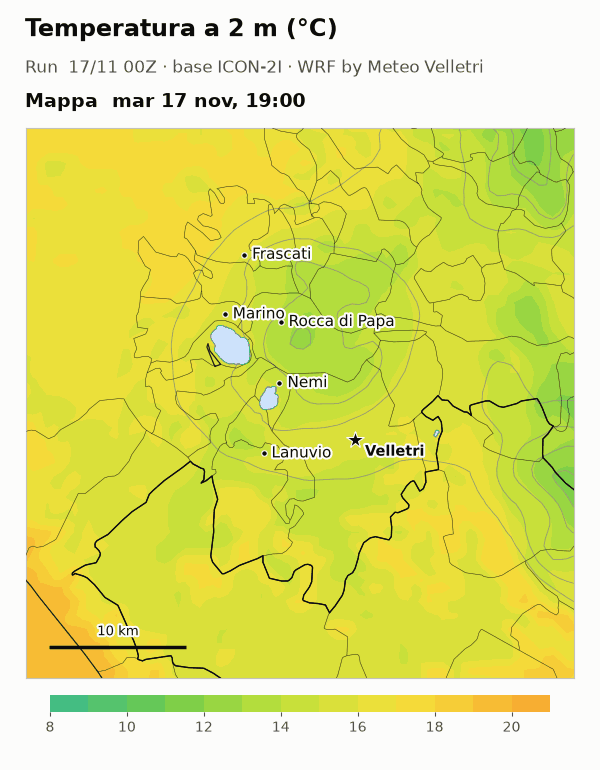 Temperatura a 2 m (°C)
Run  17/11 00Z · base ICON-2I · WRF by Meteo Velletri
Mappa  mar 17 nov, 19:00
Frascati
Marino
Rocca di Papa
Nemi
Velletri
Lanuvio
10 km
8 10 12 14 16 18 20